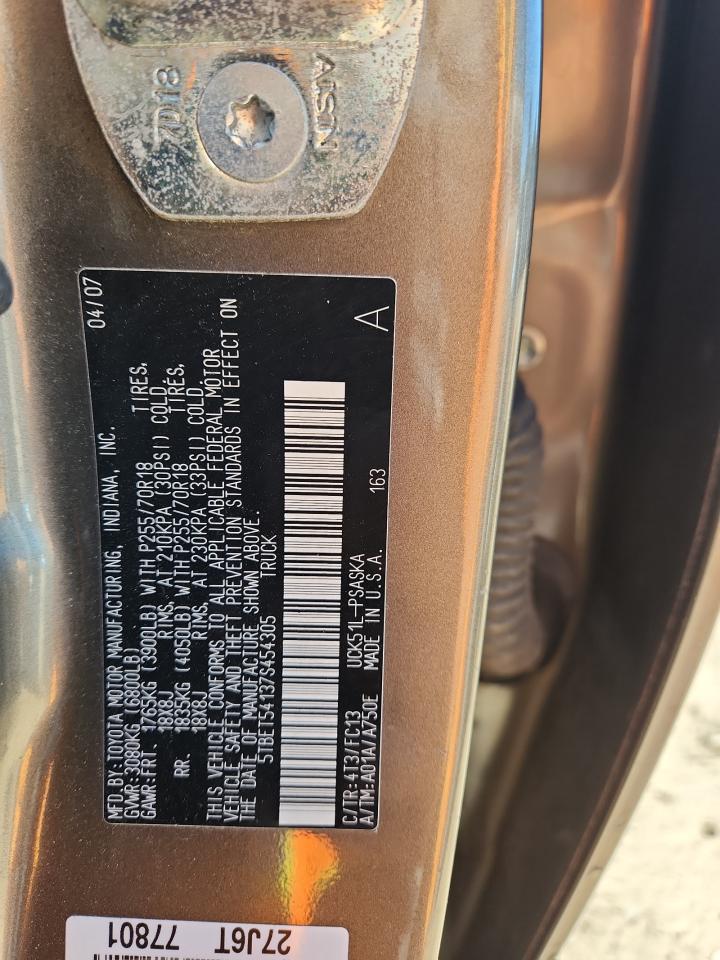 7D18
AISIN
04/07
MFD.BY:TOYOTA MOTOR MANUFACTURING, INDIANA, INC.
GVWR:3080KG (6800LB)
GAWR:FRT. 1765KG (3900LB) WITH P255/70R18 TIRES,
18X8J RIMS, AT 210KPA (30PSI) COLD.
RR. 1835KG (4050LB) WITH P255/70R18 TIRES,
18X8J RIMS, AT 230KPA (33PSI) COLD.
THIS VEHICLE CONFORMS TO ALL APPLICABLE FEDERAL MOTOR
VEHICLE SAFETY AND THEFT PREVENTION STANDARDS IN EFFECT ON
THE DATE OF MANUFACTURE SHOWN ABOVE.
5TBET54137S454305 TRUCK
C/TR:4T3/FC13 UCK51L-PSASKA 163
A/TM:A01A/A750E MADE IN U.S.A. A
27J6T
77801